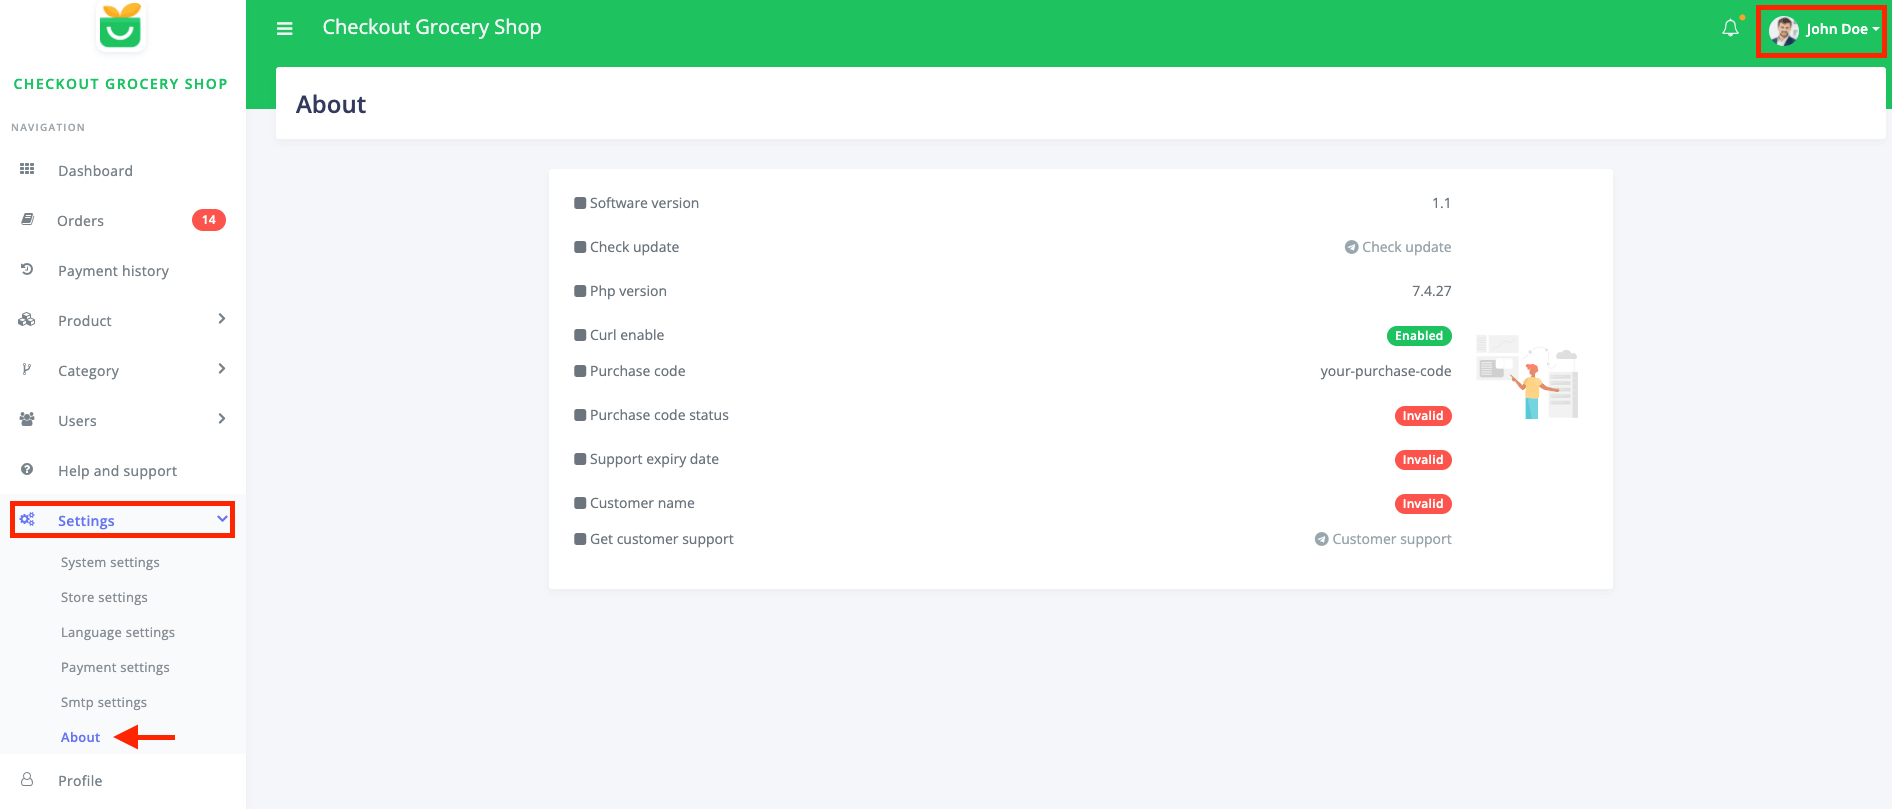 Checkout Grocery Shop
John Doe
CHECKOUT GROCERY SHOP
NAVIGATION
Dashboard
Orders 14
Payment history
Product
Category
Users
Help and support
Settings
System settings
Store settings
Language settings
Payment settings
Smtp settings
About
Profile
About
Software version 1.1
Check update Check update
Php version 7.4.27
Curl enable Enabled
Purchase code your-purchase-code
Purchase code status Invalid
Support expiry date Invalid
Customer name Invalid
Get customer support Customer support